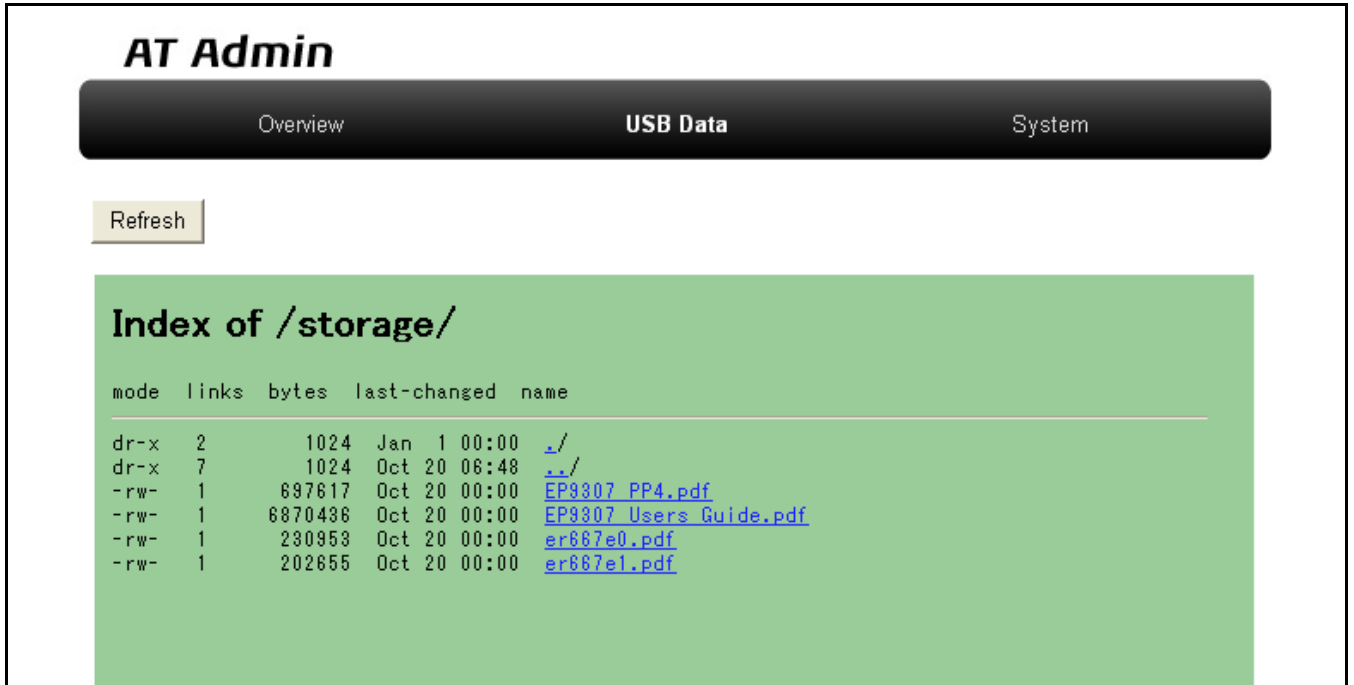 AT Admin
Overview USB Data System
Refresh
Index of /storage/
mode links bytes last-changed name
dr-x 2 1024 Jan 1 00:00 ./
dr-x 7 1024 Oct 20 06:48 ../
-rw- 1 697617 Oct 20 00:00 EP9307_PP4.pdf
-rw- 1 6870436 Oct 20 00:00 EP9307_Users_Guide.pdf
-rw- 1 230953 Oct 20 00:00 er667e0.pdf
-rw- 1 202655 Oct 20 00:00 er667e1.pdf